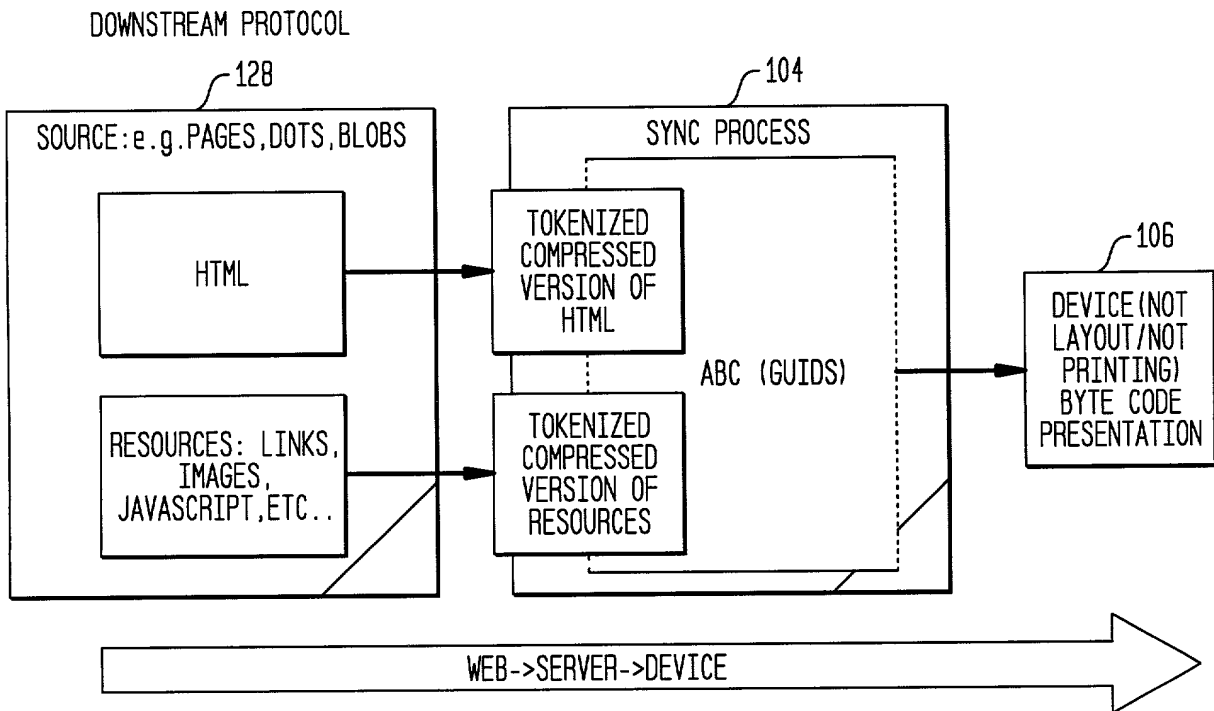 DOWNSTREAM PROTOCOL
128
SOURCE:e.g.PAGES,DOTS,BLOBS
HTML
RESOURCES: LINKS,
IMAGES,
JAVASCRIPT,ETC..
104
SYNC PROCESS
TOKENIZED
COMPRESSED
VERSION OF
HTML
ABC (GUIDS)
TOKENIZED
COMPRESSED
VERSION OF
RESOURCES
106
DEVICE(NOT
LAYOUT/NOT
PRINTING)
BYTE CODE
PRESENTATION
WEB->SERVER->DEVICE